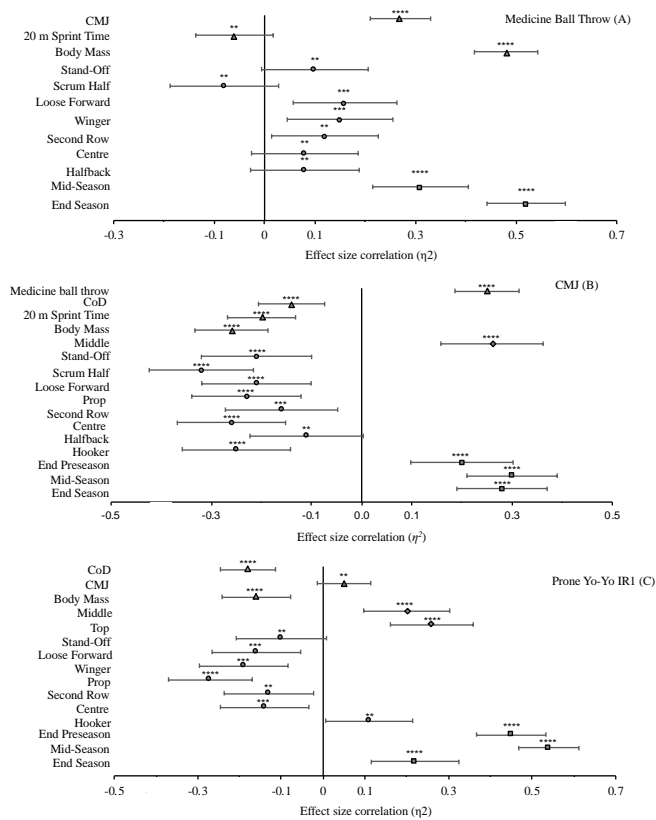 Medicine Ball Throw (A)
CMJ ****
20 m Sprint Time **
Body Mass ****
Stand-Off **
Scrum Half **
Loose Forward ***
Winger ***
Second Row **
Centre **
Halfback **
Mid-Season ****
End Season ****
-0.3 -0.1 0 0.1 0.3 0.5 0.7
Effect size correlation (η2)
CMJ (B)
Medicine ball throw ****
CoD ****
20 m Sprint Time ****
Body Mass ****
Middle ****
Stand-Off ****
Scrum Half ****
Loose Forward ****
Prop ****
Second Row ***
Centre ****
Halfback **
Hooker ****
End Preseason ****
Mid-Season ****
End Season ****
-0.5 -0.3 -0.1 0.1 0.3 0.5
Effect size correlation (η²)
Prone Yo-Yo IR1 (C)
CoD ****
CMJ **
Body Mass ****
Middle ****
Top ****
Stand-Off **
Loose Forward ***
Winger ***
Prop ****
Second Row **
Centre ***
Hooker **
End Preseason ****
Mid-Season ****
End Season ****
-0.5 -0.3 -0.1 0 0.1 0.3 0.5 0.7
Effect size correlation (η2)